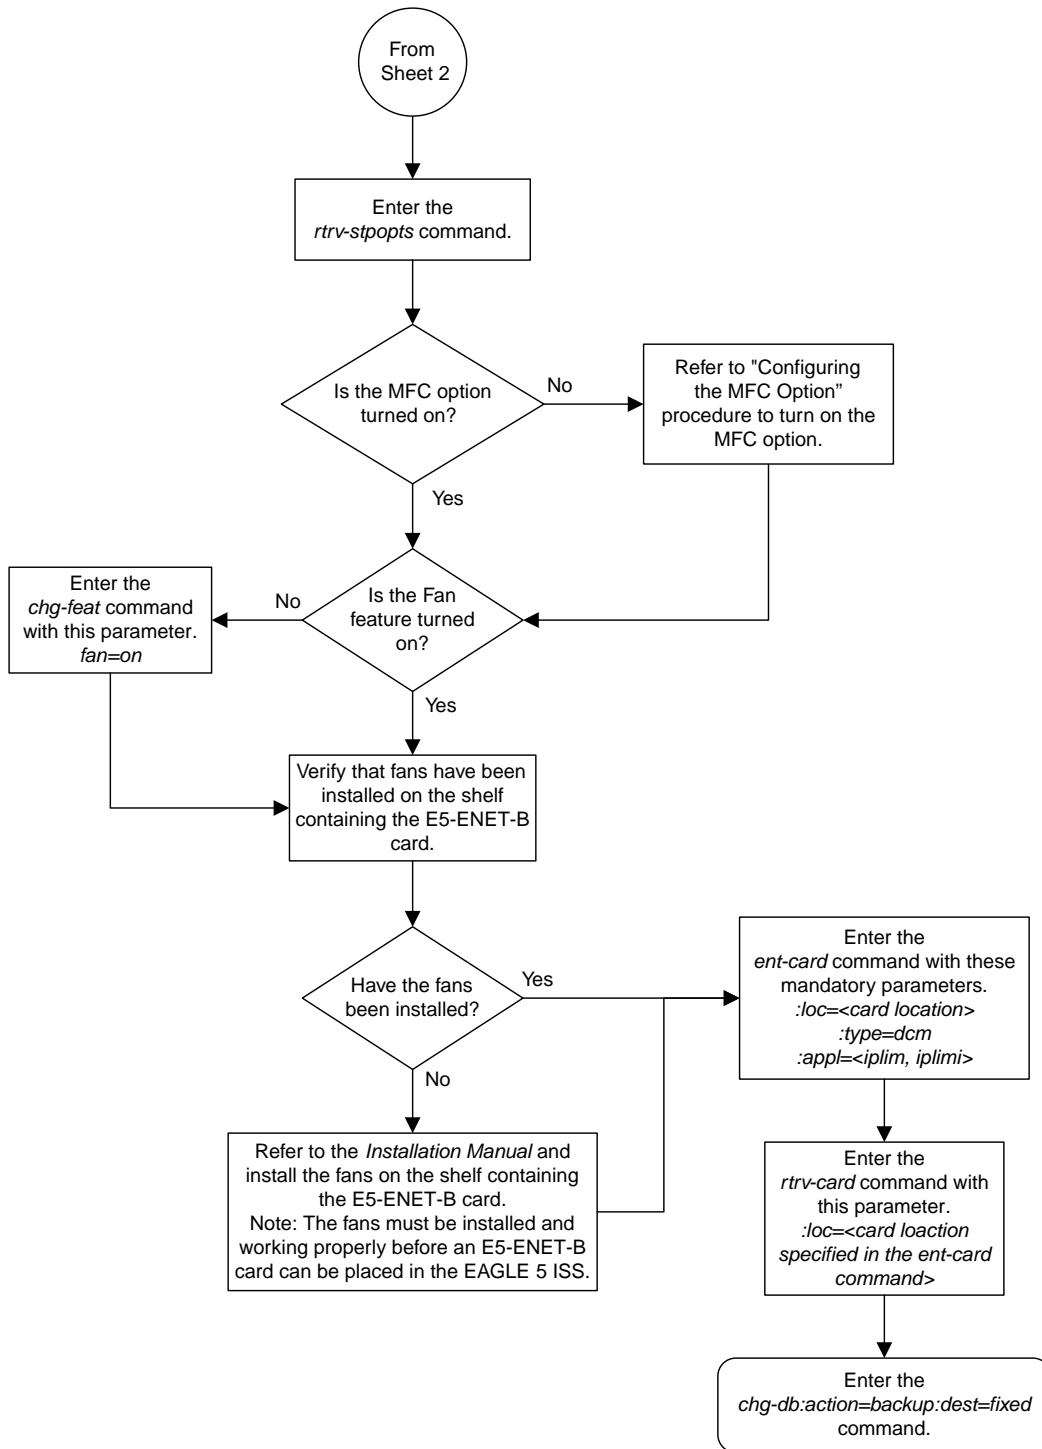 From
Sheet 2
Enter the
rtrv-stpopts command.
Is the MFC option
turned on?
No
Refer to "Configuring
the MFC Option”
procedure to turn on the
MFC option.
Yes
Enter the
chg-feat command
with this parameter.
fan=on
No
Is the Fan
feature turned
on?
Yes
Verify that fans have been
installed on the shelf
containing the E5-ENET-B
card.
Have the fans
been installed?
Yes
No
Enter the
ent-card command with these
mandatory parameters.
:loc=<card location>
:type=dcm
:appl=<iplim, iplimi>
Refer to the Installation Manual and
install the fans on the shelf containing
the E5-ENET-B card.
Note: The fans must be installed and
working properly before an E5-ENET-B
card can be placed in the EAGLE 5 ISS.
Enter the
rtrv-card command with
this parameter.
:loc=<card loaction
specified in the ent-card
command>
Enter the
chg-db:action=backup:dest=fixed
command.